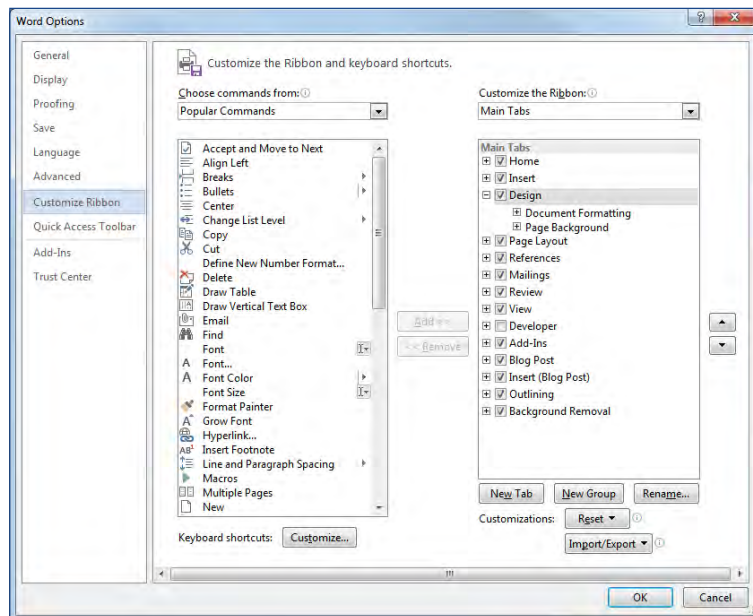 Word Options
General
Display
Proofing
Save
Language
Advanced
Customize Ribbon
Quick Access Toolbar
Add-Ins
Trust Center
Customize the Ribbon and keyboard shortcuts.
Choose commands from:
Popular Commands
Accept and Move to Next
Align Left
Breaks
Bullets
Center
Change List Level
Copy
Cut
Define New Number Format...
Delete
Draw Table
Draw Vertical Text Box
Email
Find
Font
Font...
Font Color
Font Size
Format Painter
Grow Font
Hyperlink...
Insert Footnote
Line and Paragraph Spacing
Macros
Multiple Pages
New
Keyboard shortcuts: Customize...
Add >>
<< Remove
Customize the Ribbon:
Main Tabs
Main Tabs
Home
Insert
Design
Document Formatting
Page Background
Page Layout
References
Mailings
Review
View
Developer
Add-Ins
Blog Post
Insert (Blog Post)
Outlining
Background Removal
New Tab New Group Rename...
Customizations: Reset
Import/Export
OK Cancel